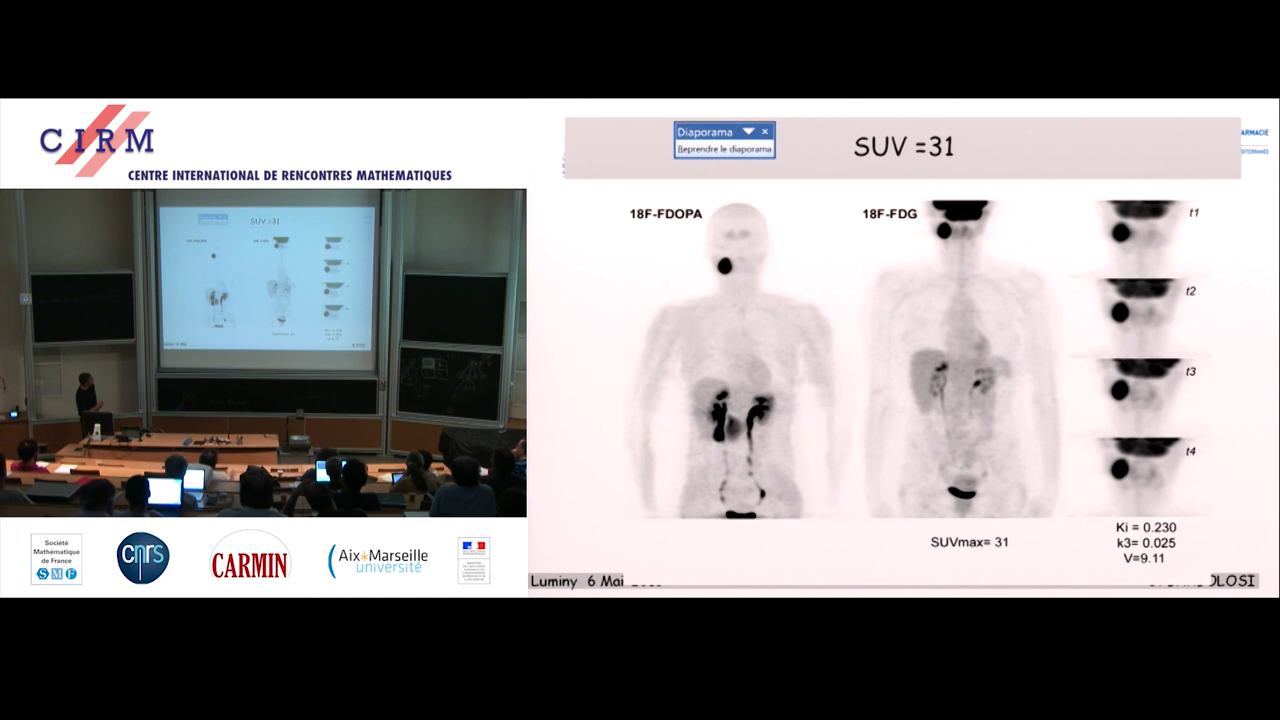 CIRM
CENTRE INTERNATIONAL DE RENCONTRES MATHEMATIQUES
Société
Mathématique
de France
SMF
cnrs
CARMIN
Aix*Marseille
université
Diaporama
Reprendre le diaporama
SUV =31
18F-FDOPA
18F-FDG
t1
t2
t3
t4
SUVmax= 31
Ki = 0.230
k3= 0.025
V=9.11
Luminy 6 Mai